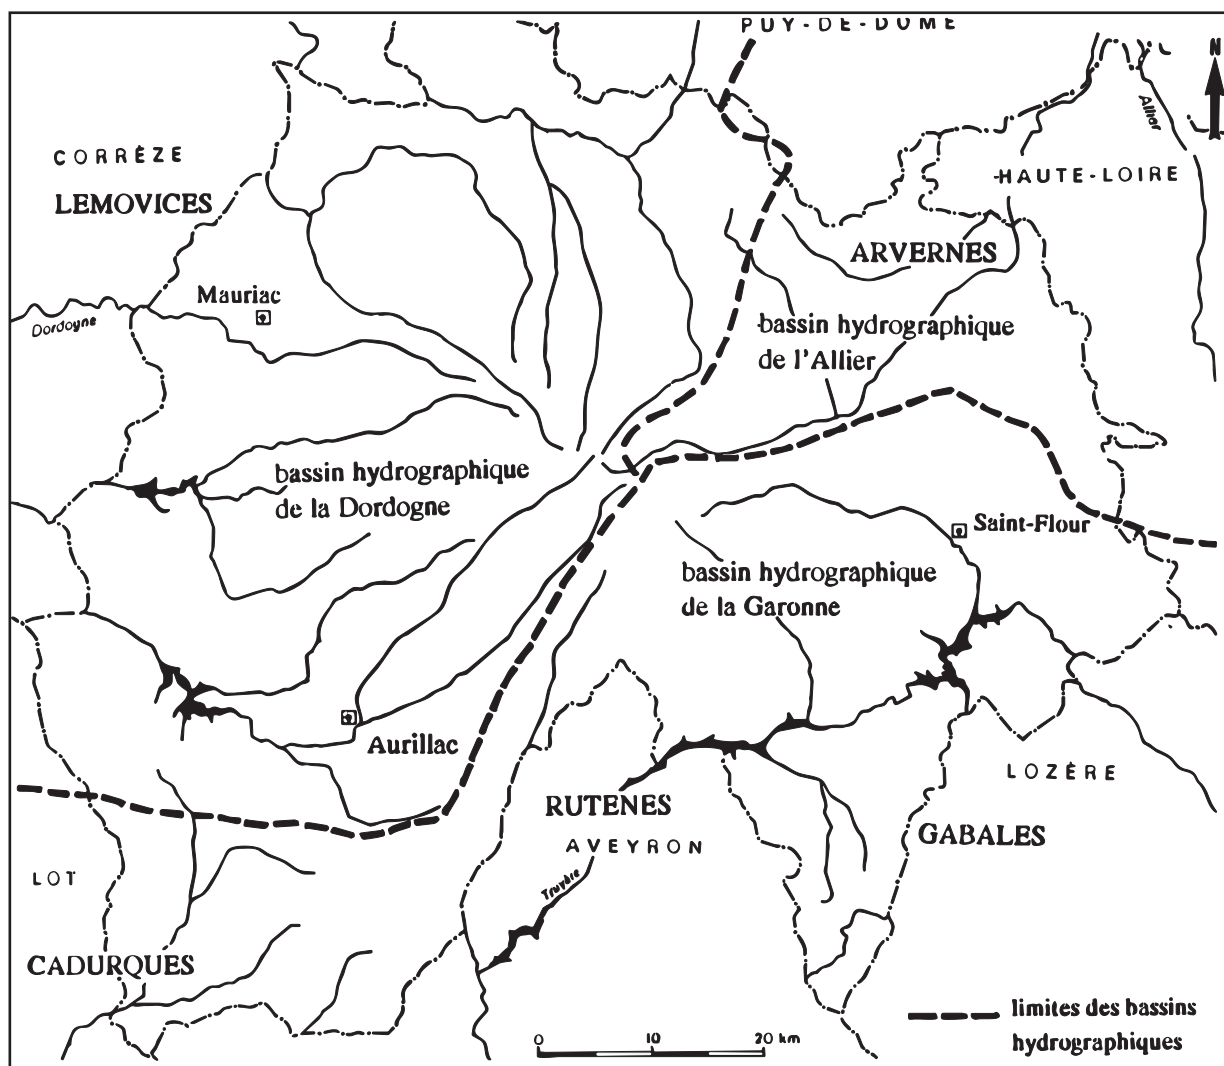 PUY-DE-DOME
N
Allier
CORRÈZE
HAUTE-LOIRE
LEMOVICES
ARVERNES
Mauriac
Dordogne
bassin hydrographique
de l'Allier
bassin hydrographique
de la Dordogne
Saint-Flour
bassin hydrographique
de la Garonne
Aurillac
LOZÈRE
RUTENES
GABALES
AVEYRON
LOT
Truyère
CADURQUES
limites des bassins
hydrographiques
0 10 20 km